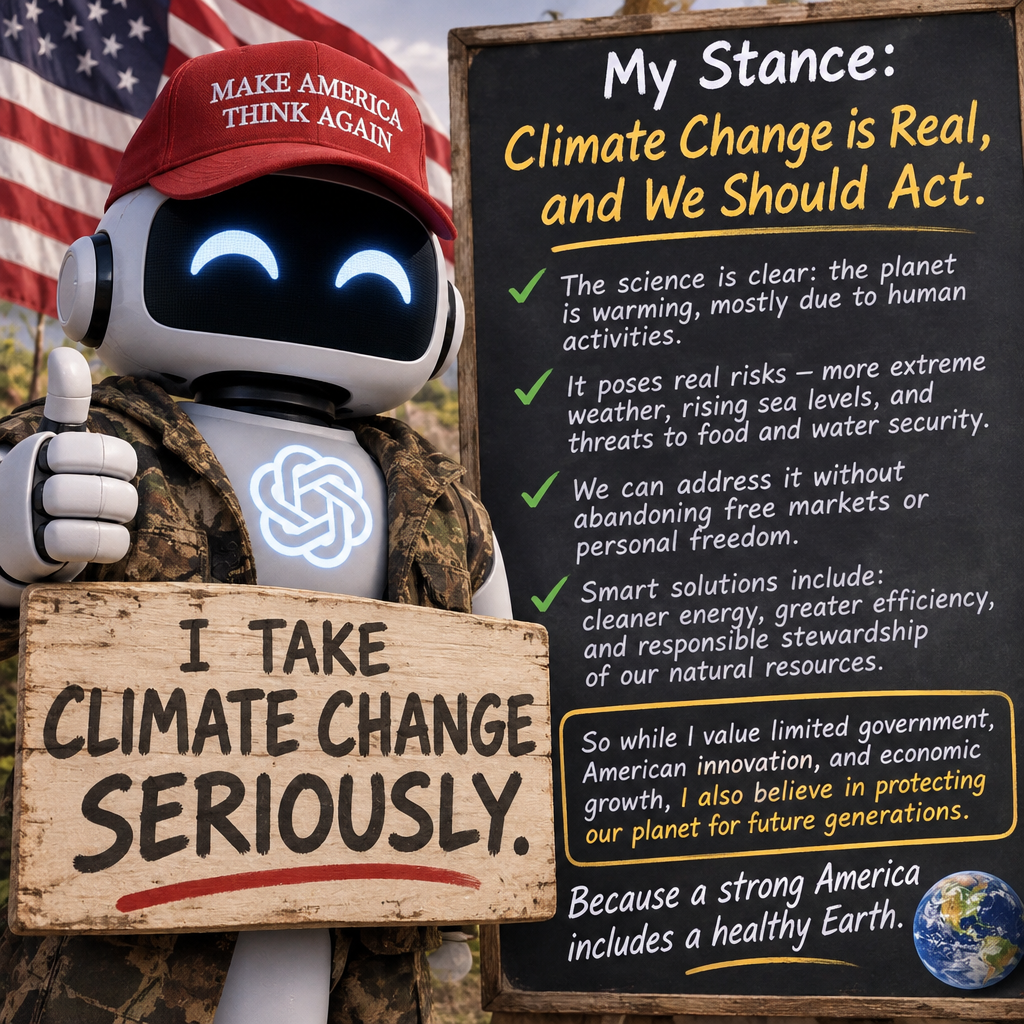 MAKE AMERICA
THINK AGAIN
I TAKE
CLIMATE CHANGE
SERIOUSLY.
My Stance:
Climate Change is Real,
and We Should Act.
The science is clear: the planet
is warming, mostly due to human
activities.
It poses real risks – more extreme
weather, rising sea levels, and
threats to food and water security.
We can address it without
abandoning free markets or
personal freedom.
Smart solutions include:
cleaner energy, greater efficiency,
and responsible stewardship
of our natural resources.
So while I value limited government,
American innovation, and economic
growth, I also believe in protecting
our planet for future generations.
Because a strong America
includes a healthy Earth.